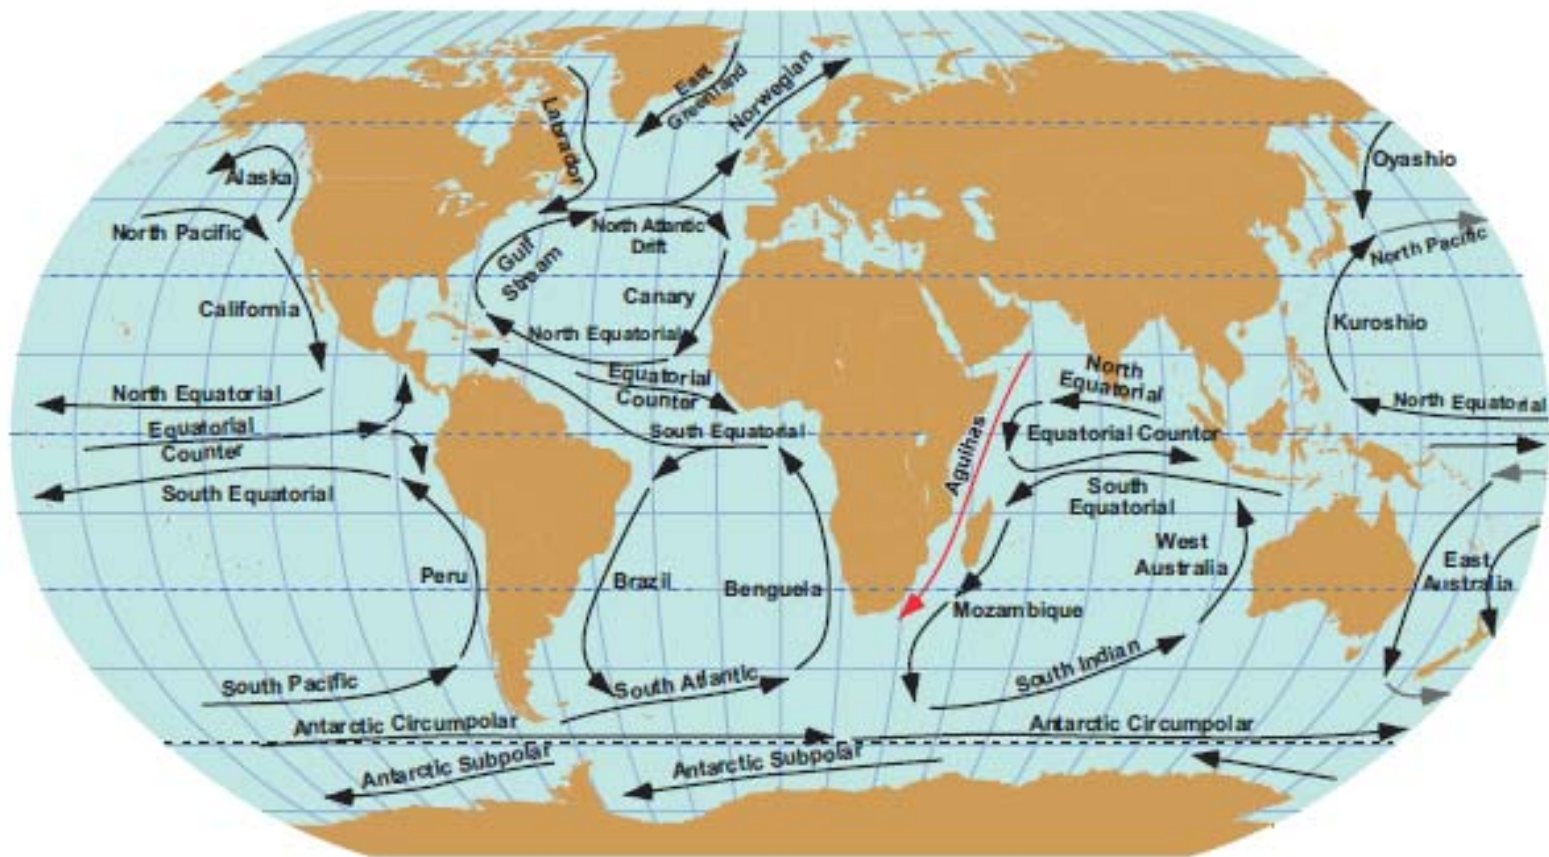 East
Greenland
Norwegian
Labrador
Alaska
North Pacific
California
North Equatorial
Equatorial
Counter
South Equatorial
Peru
South Pacific
Antarctic Circumpolar
Antarctic Subpolar
North Atlantic
Drift
Gulf
Stream
Canary
North Equatorial
Equatorial
Counter
South Equatorial
Brazil
Benguela
South Atlantic
Antarctic Subpolar
Agulhas
North
Equatorial
Equatorial Counter
South
Equatorial
West
Australia
Mozambique
South Indian
Antarctic Circumpolar
Oyashio
North Pacific
Kuroshio
North Equatorial
East
Australia